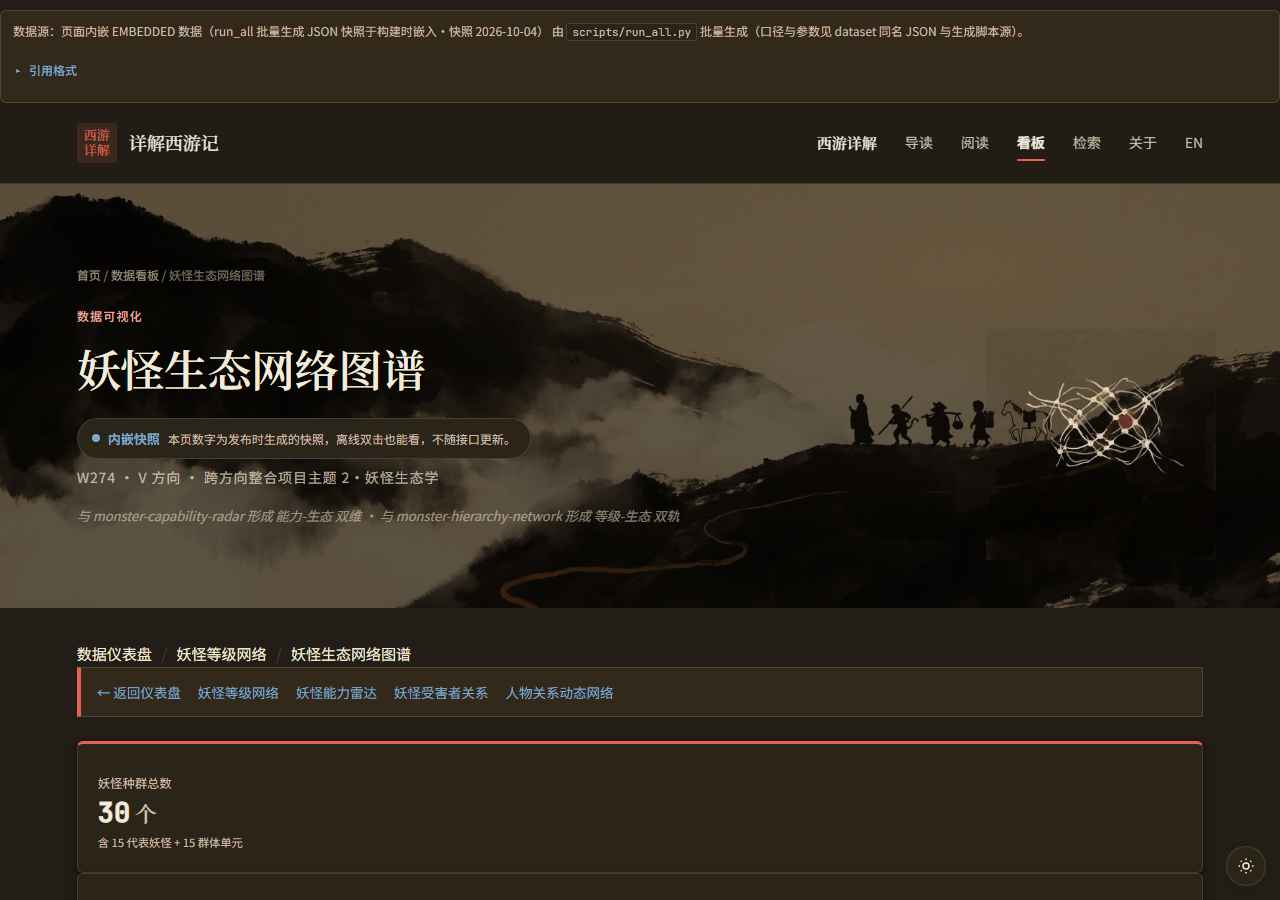 数据源：页面内嵌 EMBEDDED 数据（run_all 批量生成 JSON 快照于构建时嵌入・快照 2026-10-04） 由 scripts/run_all.py 批量生成（口径与参数见 dataset 同名 JSON 与生成脚本源）。
▸ 引用格式
西游
详解
详解西游记
西游详解 导读 阅读 看板 检索 关于 EN
首页 / 数据看板 / 妖怪生态网络图谱
数据可视化
妖怪生态网络图谱
内嵌快照 本页数字为发布时生成的快照，离线双击也能看，不随接口更新。
W274 ・ V 方向 ・ 跨方向整合项目主题 2・妖怪生态学
与 monster-capability-radar 形成 能力-生态 双维 ・ 与 monster-hierarchy-network 形成 等级-生态 双轨
数据仪表盘 / 妖怪等级网络 / 妖怪生态网络图谱
← 返回仪表盘 妖怪等级网络 妖怪能力雷达 妖怪受害者关系 人物关系动态网络
妖怪种群总数
30 个
含 15 代表妖怪 + 15 群体单元